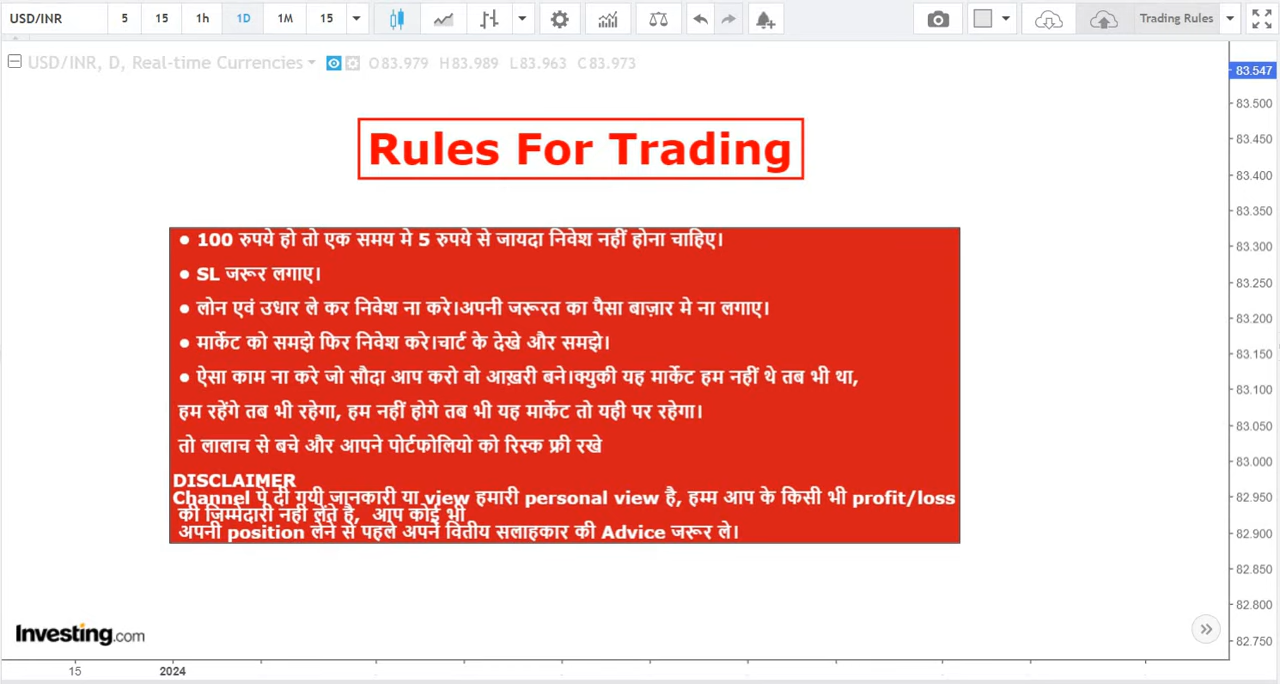 USD/INR 5 15 1h 1D 1M 15 Trading Rules
USD/INR, D, Real-time Currencies O83.979 H83.989 L83.963 C83.973
83.547
83.500
83.450
Rules For Trading
83.400
83.350
83.300
● 100 रुपये हो तो एक समय मे 5 रुपये से जायदा निवेश नहीं होना चाहिए।
83.250
● SL जरूर लगाए।
● लोन एवं उधार ले कर निवेश ना करे।अपनी जरूरत का पैसा बाज़ार मे ना लगाए।
83.200
● मार्केट को समझे फिर निवेश करे।चार्ट के देखे और समझे।
83.150
● ऐसा काम ना करे जो सौदा आप करो वो आख़री बने।क्युकी यह मार्केट हम नहीं थे तब भी था,
83.100
हम रहेंगे तब भी रहेगा, हम नहीं होगे तब भी यह मार्केट तो यही पर रहेगा।
83.050
तो लालाच से बचे और आपने पोर्टफोलियो को रिस्क फ्री रखे
83.000
DISCLAIMER
Channel पे दी गयी जानकारी या view हमारी personal view है, हम्म आप के किसी भी profit/loss
82.950
की जिम्मेदारी नही लेते है, आप कोई भी
अपनी position लेने से पहले अपने वितीय सलाहकार की Advice जरूर ले।
82.900
82.850
82.800
Investing.com
82.750
15 2024